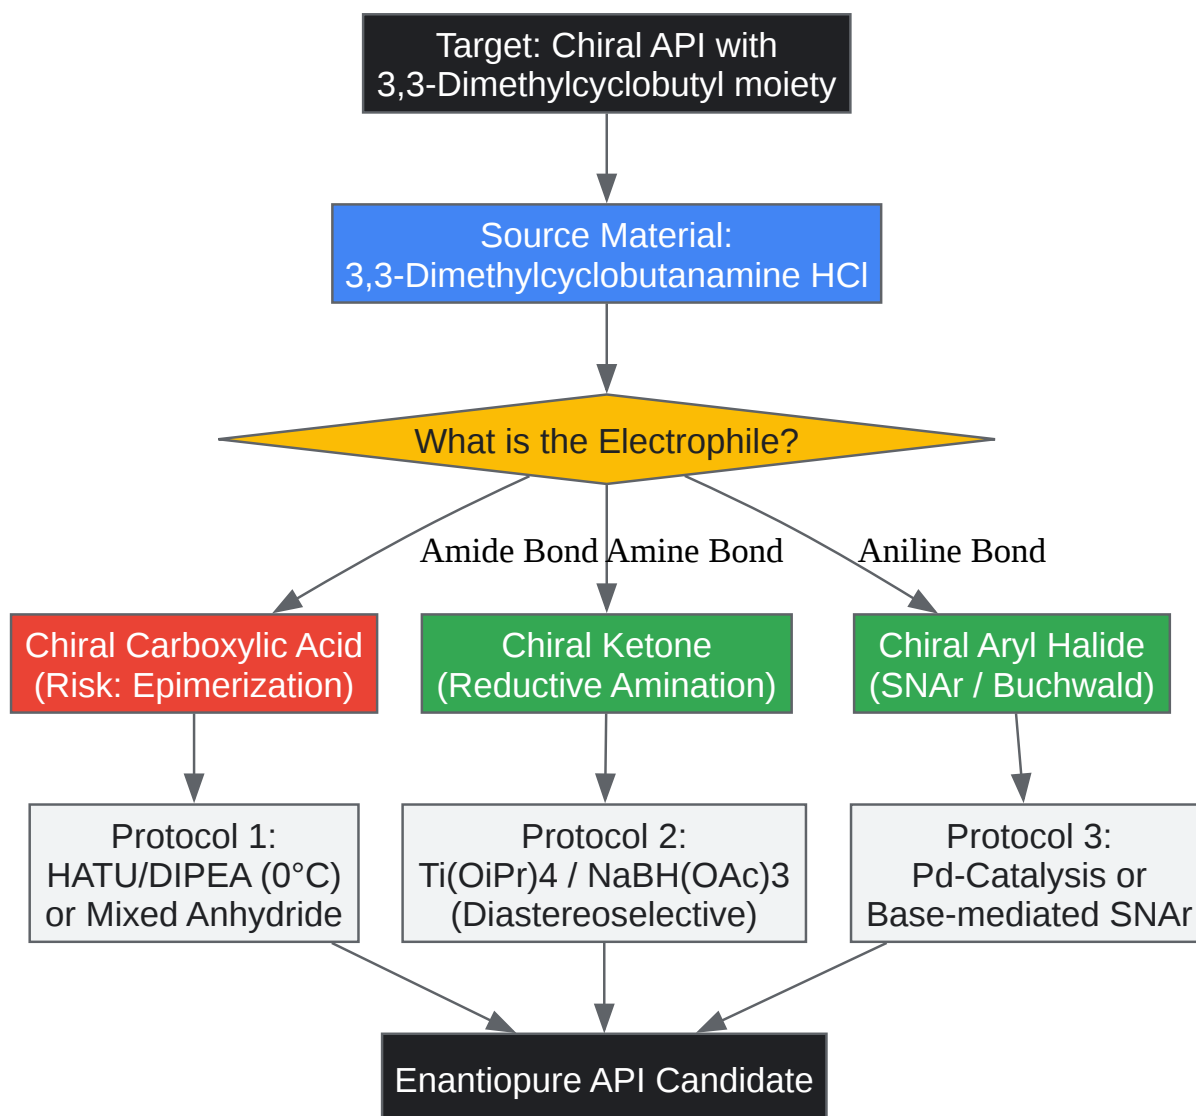 Target: Chiral API with
3,3-Dimethylcyclobutyl moiety
Source Material:
3,3-Dimethylcyclobutanamine HCl
What is the Electrophile?
Amide Bond
Amine Bond
Aniline Bond
Chiral Carboxylic Acid
(Risk: Epimerization)
Chiral Ketone
(Reductive Amination)
Chiral Aryl Halide
(SNAr / Buchwald)
Protocol 1:
HATU/DIPEA (0°C)
or Mixed Anhydride
Protocol 2:
Ti(OiPr)4 / NaBH(OAc)3
(Diastereoselective)
Protocol 3:
Pd-Catalysis or
Base-mediated SNAr
Enantiopure API Candidate